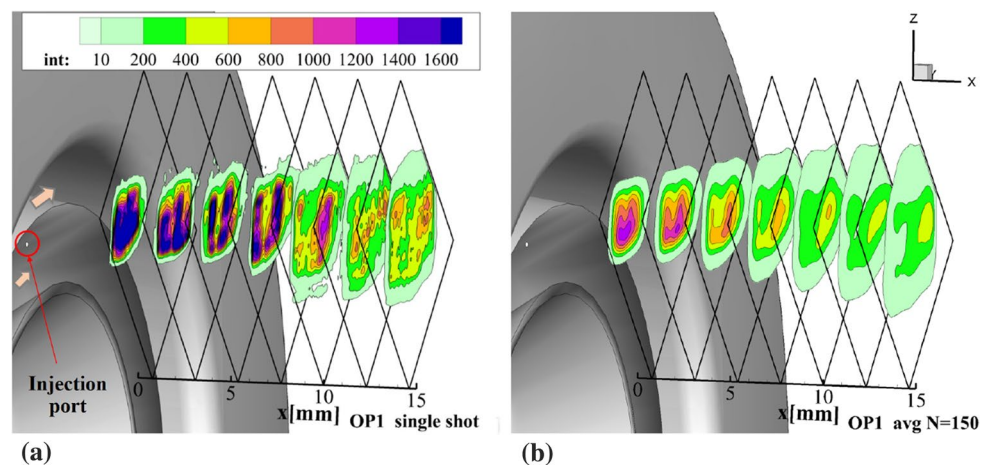 int: 10 200 400 600 800 1000 1200 1400 1600
Injection
port
0 5 10 15
x[mm]
OP1 single shot
(a)
Z
X
0 5 10 15
x[mm]
OP1 avg N=150
(b)